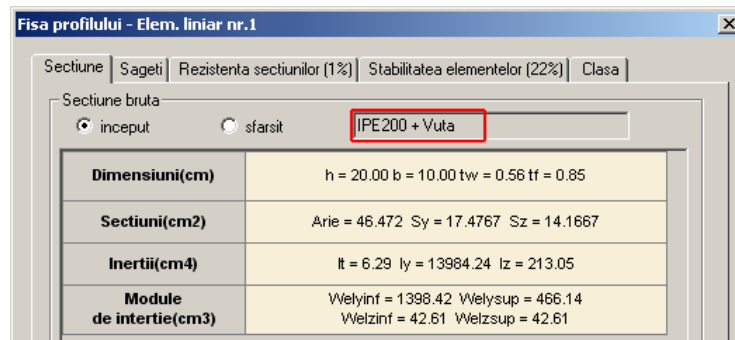 Fisa profilului - Elem. liniar nr.1
Sectiune Sageti Rezistenta sectiunilor (1%) Stabilitatea elementelor (22%) Clasa
Sectiune bruta
inceput sfarsit IPE200 + Vuta
Dimensiuni(cm) h = 20.00 b = 10.00 tw = 0.56 tf = 0.85
Sectiuni(cm2) Arie = 46.472 Sy = 17.4767 Sz = 14.1667
Inertii(cm4) It = 6.29 Iy = 13984.24 Iz = 213.05
Module Welyinf = 1398.42 Welysup = 466.14
de intertie(cm3) Welzinf = 42.61 Welzsup = 42.61